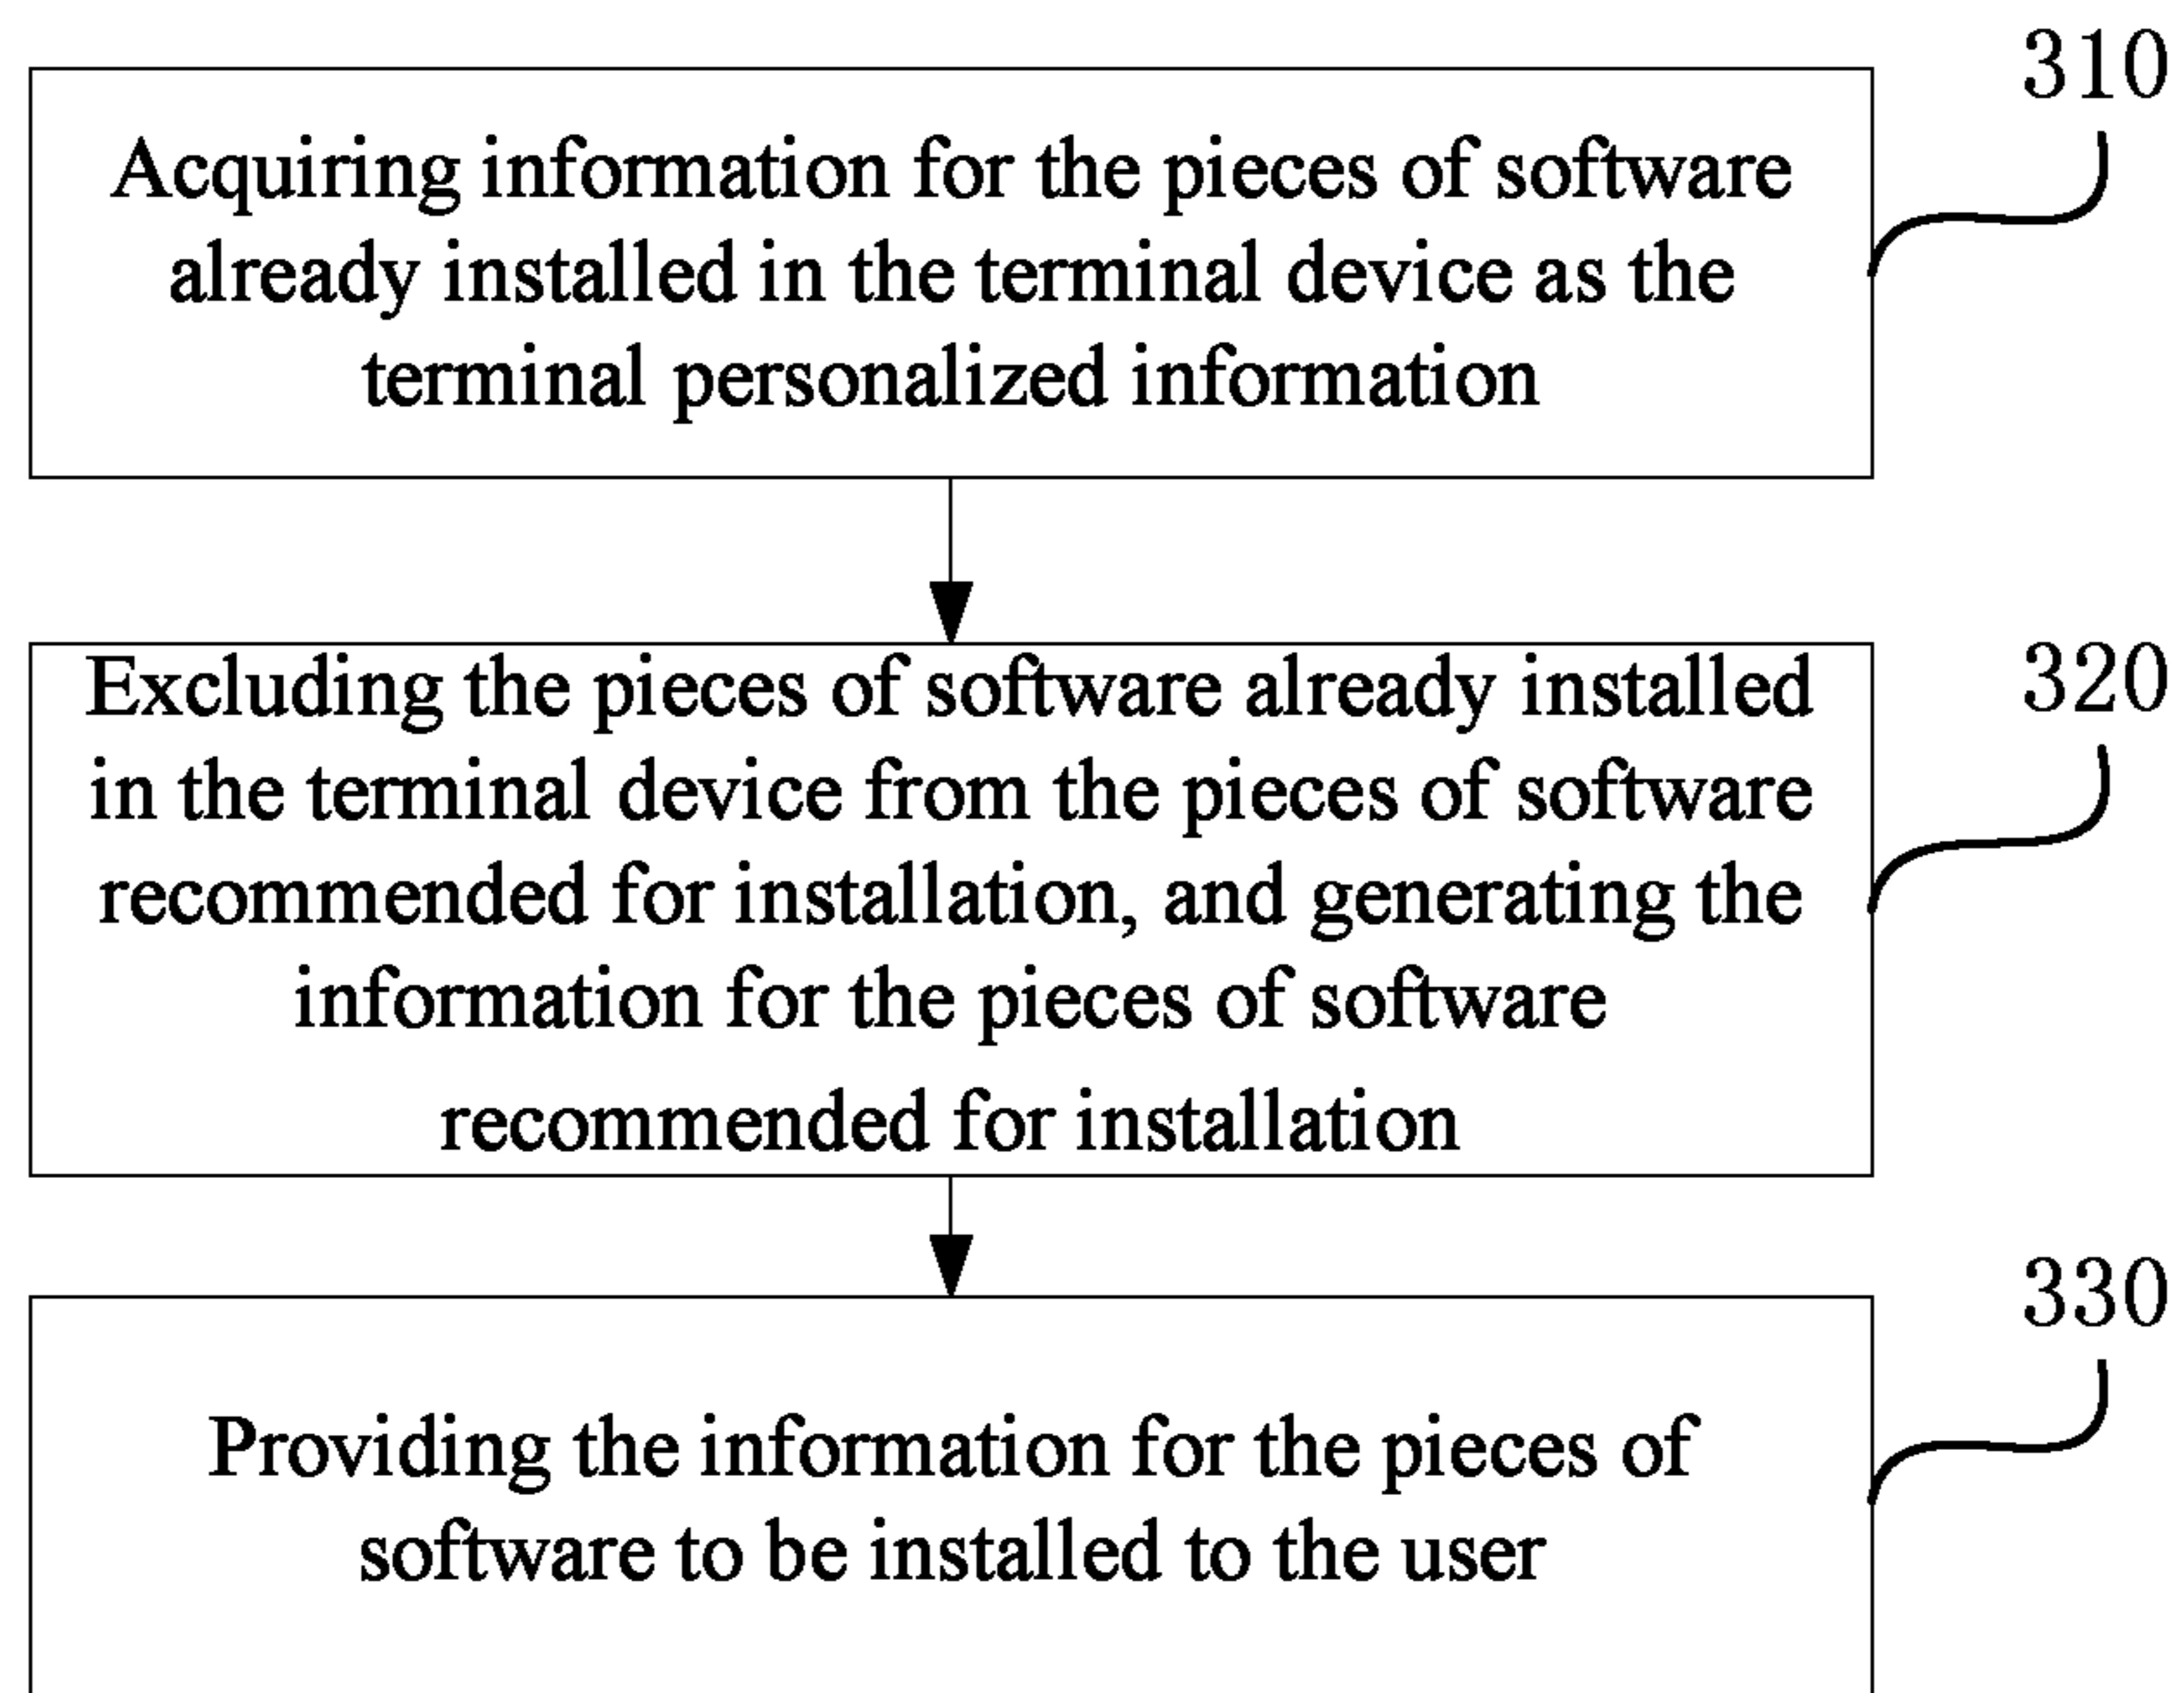 310
Acquiring information for the pieces of software
already installed in the terminal device as the
terminal personalized information
320
Excluding the pieces of software already installed
in the terminal device from the pieces of software
recommended for installation, and generating the
information for the pieces of software
recommended for installation
330
Providing the information for the pieces of
software to be installed to the user